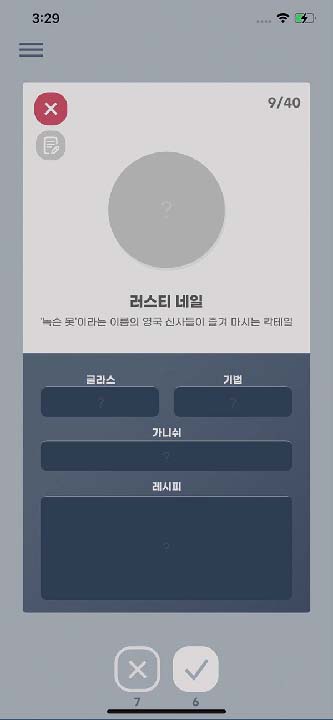 3:29
9/40
?
러스티 네일
'녹슨 못'이라는 이름의 영국 신사들이 즐겨 마시는 칵테일
글라스
기법
?
?
가니쉬
?
레시피
?
7
6